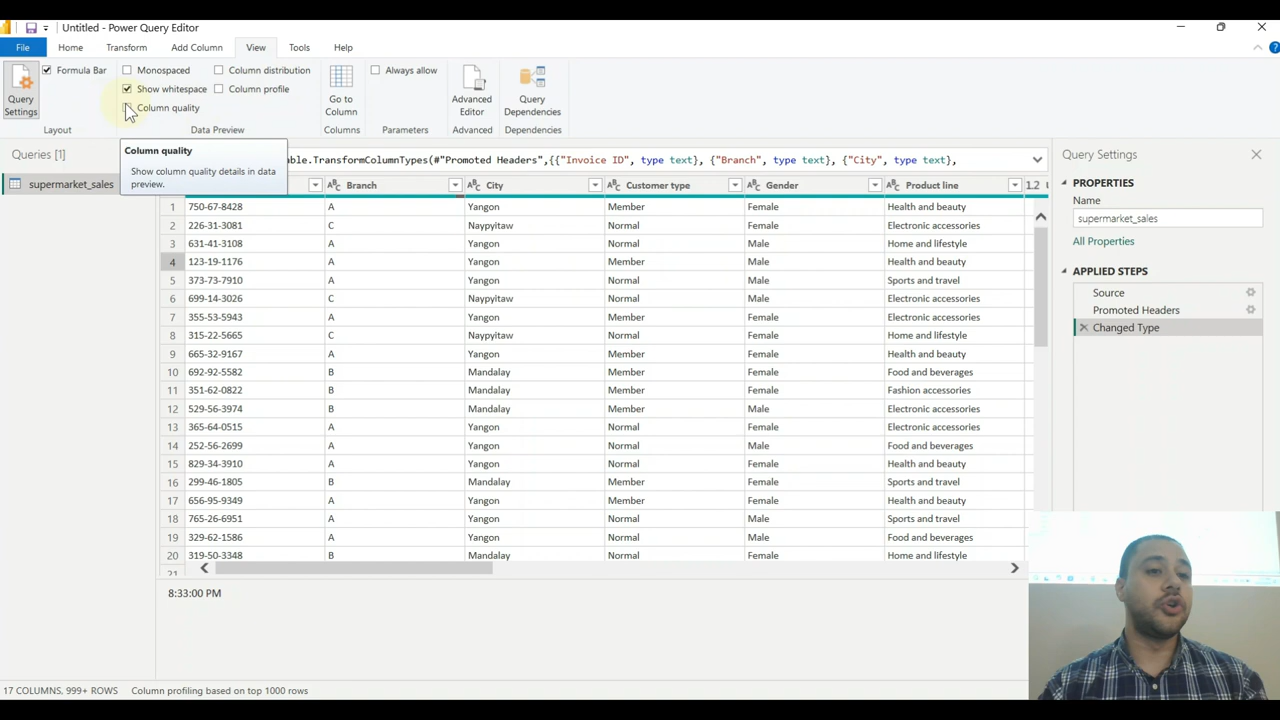 Untitled - Power Query Editor
File Home Transform Add Column View Tools Help
Query Settings
Formula Bar
Monospaced
Column distribution
Show whitespace
Column profile
Column quality
Go to Column
Always allow
Advanced Editor
Query Dependencies
Layout Data Preview Columns Parameters Advanced Dependencies
Column quality
Show column quality details in data preview.
Queries [1]
supermarket_sales
able.TransformColumnTypes(#"Promoted Headers",{{"Invoice ID", type text}, {"Branch", type text}, {"City", type text},
Branch City Customer type Gender Product line 1.2
1 750-67-8428 A Yangon Member Female Health and beauty
2 226-31-3081 C Naypyitaw Normal Female Electronic accessories
3 631-41-3108 A Yangon Normal Male Home and lifestyle
4 123-19-1176 A Yangon Member Male Health and beauty
5 373-73-7910 A Yangon Normal Male Sports and travel
6 699-14-3026 C Naypyitaw Normal Male Electronic accessories
7 355-53-5943 A Yangon Member Female Electronic accessories
8 315-22-5665 C Naypyitaw Normal Female Home and lifestyle
9 665-32-9167 A Yangon Member Female Health and beauty
10 692-92-5582 B Mandalay Member Female Food and beverages
11 351-62-0822 B Mandalay Member Female Fashion accessories
12 529-56-3974 B Mandalay Member Male Electronic accessories
13 365-64-0515 A Yangon Normal Female Electronic accessories
14 252-56-2699 A Yangon Normal Male Food and beverages
15 829-34-3910 A Yangon Normal Female Health and beauty
16 299-46-1805 B Mandalay Member Female Sports and travel
17 656-95-9349 A Yangon Member Female Health and beauty
18 765-26-6951 A Yangon Normal Male Sports and travel
19 329-62-1586 A Yangon Normal Male Food and beverages
20 319-50-3348 B Mandalay Normal Female Home and lifestyle
21
8:33:00 PM
Query Settings
PROPERTIES
Name
supermarket_sales
All Properties
APPLIED STEPS
Source
Promoted Headers
Changed Type
17 COLUMNS, 999+ ROWS Column profiling based on top 1000 rows